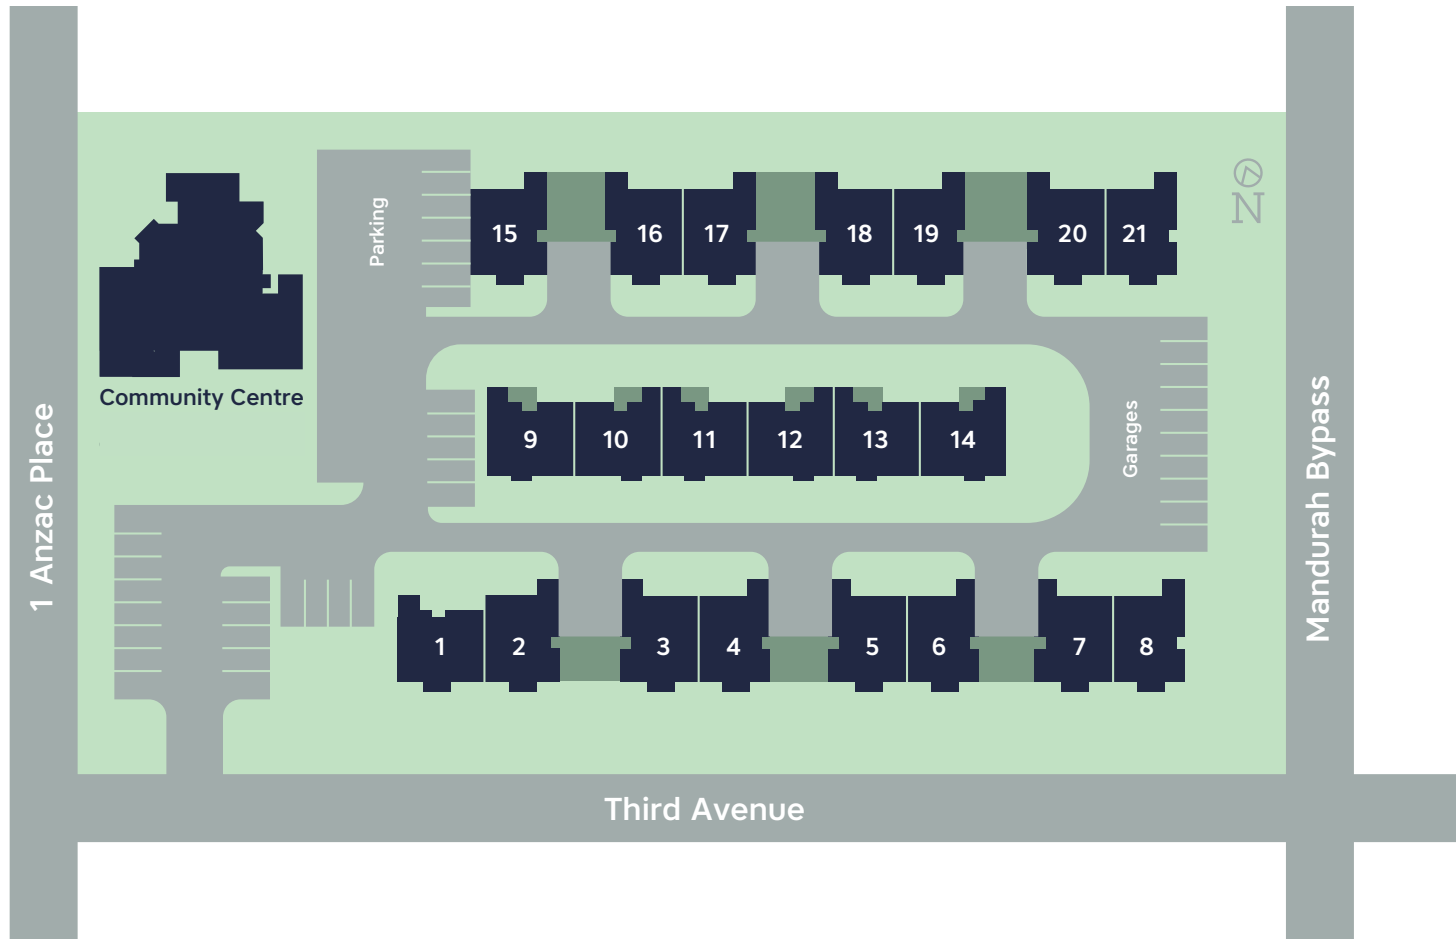 1 Anzac Place
Parking
15 16 17 18 19 20 21
N
Community Centre
9 10 11 12 13 14
Garages
Mandurah Bypass
1 2 3 4 5 6 7 8
Third Avenue